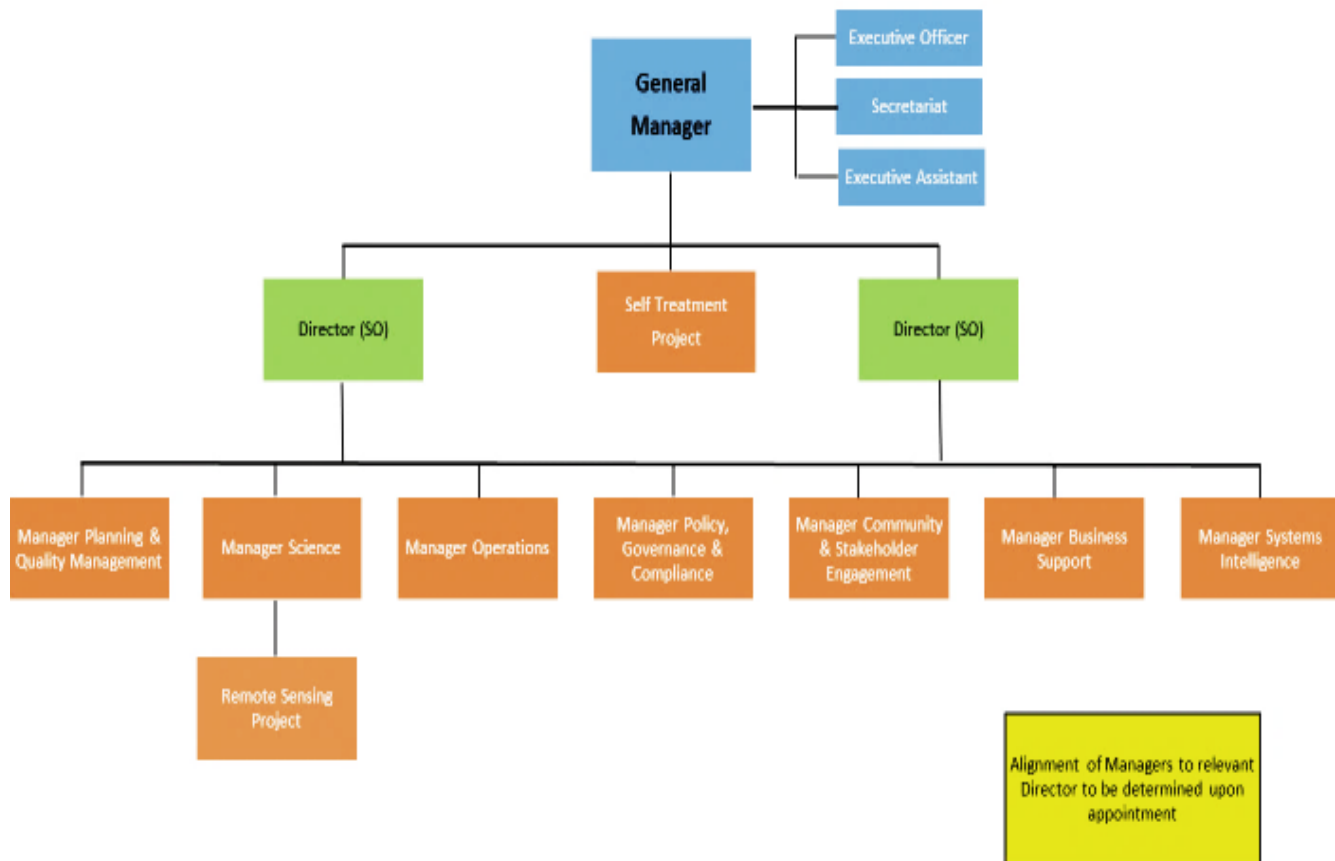 General
Manager
Executive Officer
Secretariat
Executive Assistant
Director (SO)
Self Treatment
Project
Director (SO)
Manager Planning &
Quality Management
Manager Science
Manager Operations
Manager Policy,
Governance &
Compliance
Manager Community
& Stakeholder
Engagement
Manager Business
Support
Manager Systems
Intelligence
Remote Sensing
Project
Alignment of Managers to relevant
Director to be determined upon
appointment